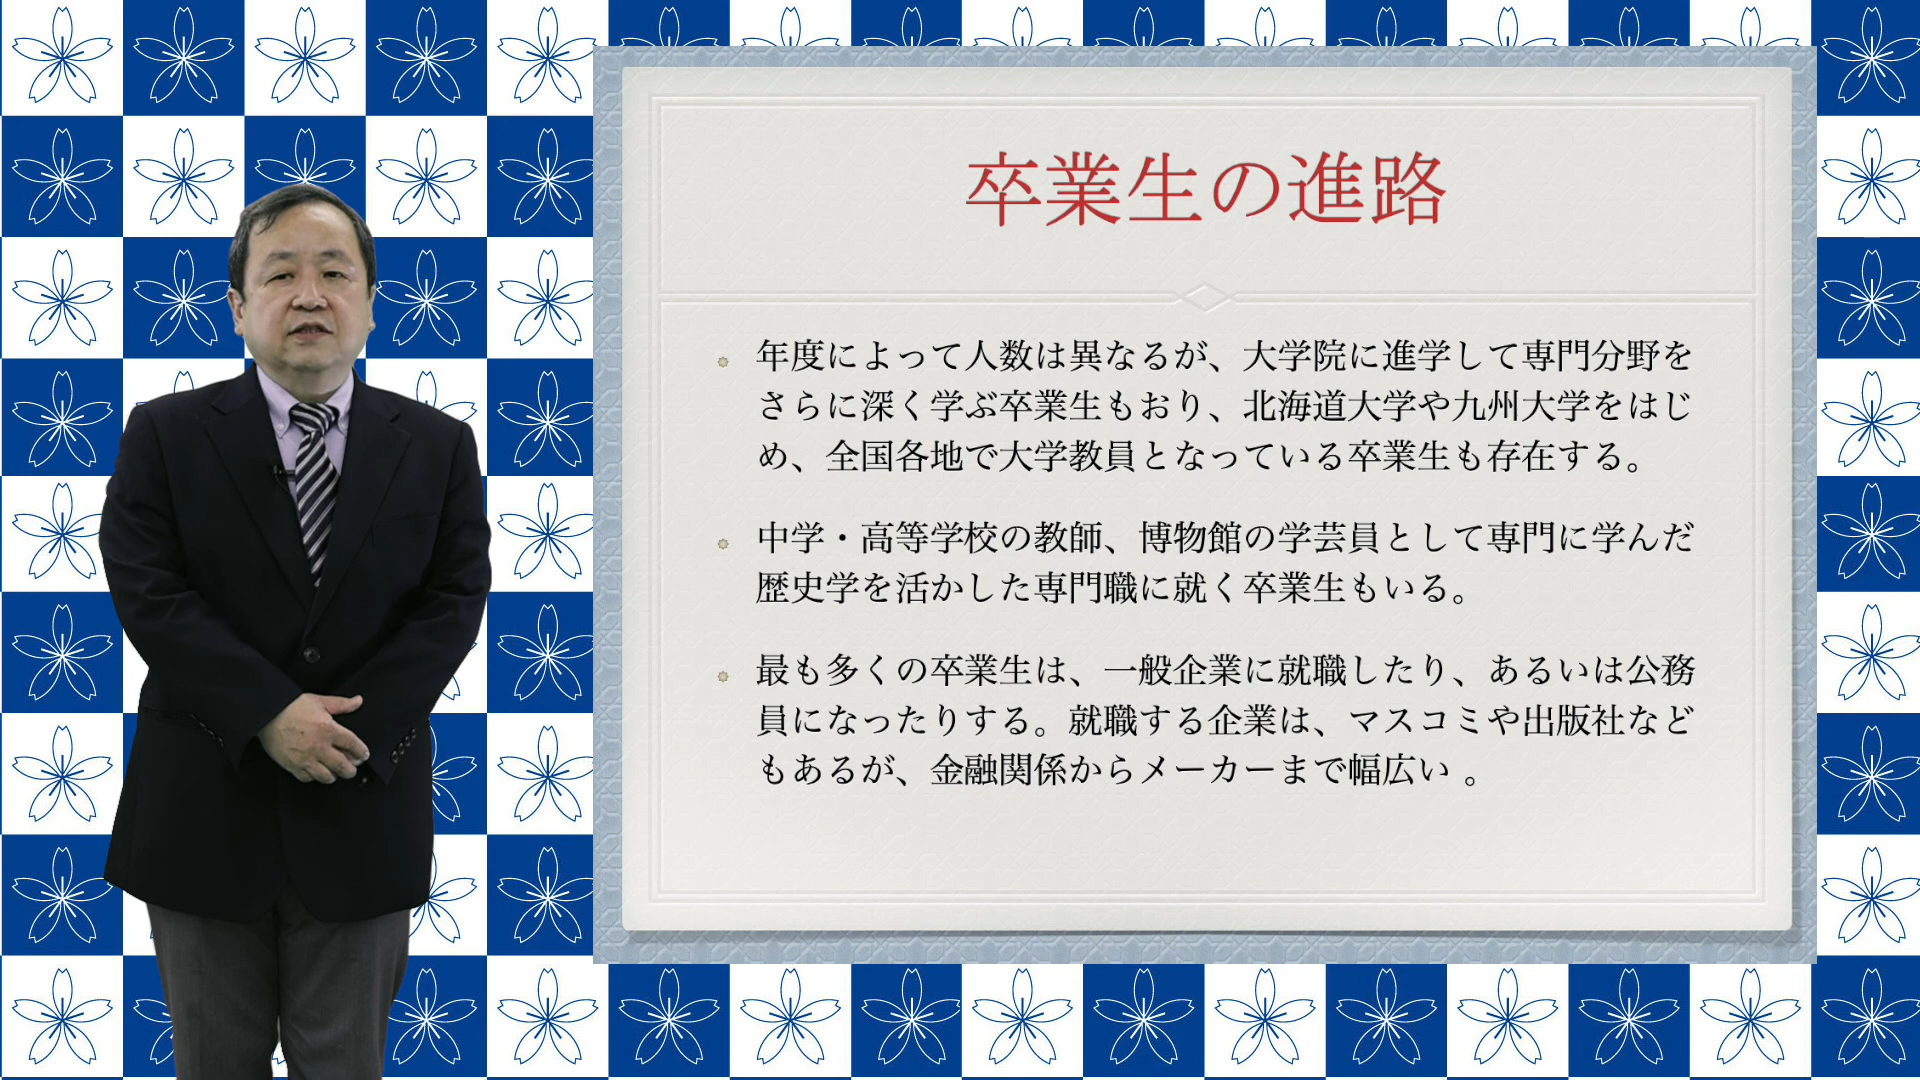 卒業生の進路
年度によって人数は異なるが、大学院に進学して専門分野を
さらに深く学ぶ卒業生もおり、北海道大学や九州大学をはじ
め、全国各地で大学教員となっている卒業生も存在する。
中学・高等学校の教師、博物館の学芸員として専門に学んだ
歴史学を活かした専門職に就く卒業生もいる。
最も多くの卒業生は、一般企業に就職したり、あるいは公務
員になったりする。就職する企業は、マスコミや出版社など
もあるが、金融関係からメーカーまで幅広い 。